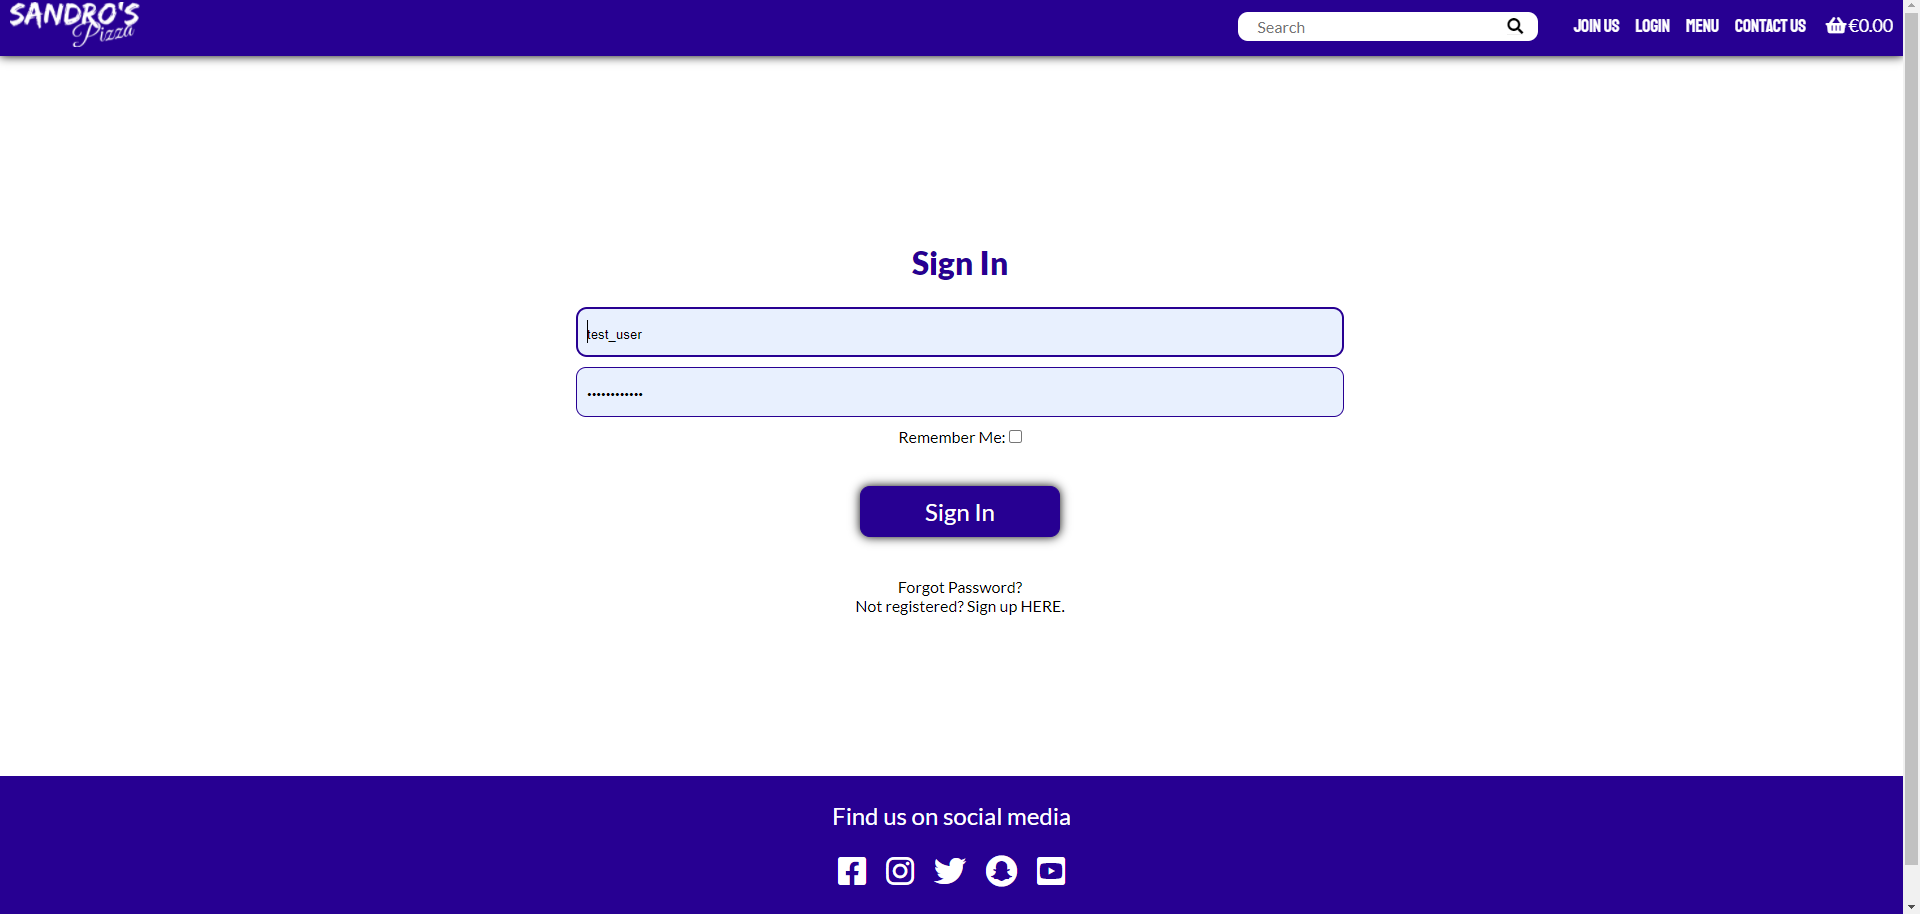 SANDRO'S
Pizza
Search
JOIN US LOGIN MENU CONTACT US €0.00
Sign In
test_user
••••••••••••
Remember Me:
Sign In
Forgot Password?
Not registered? Sign up HERE.
Find us on social media